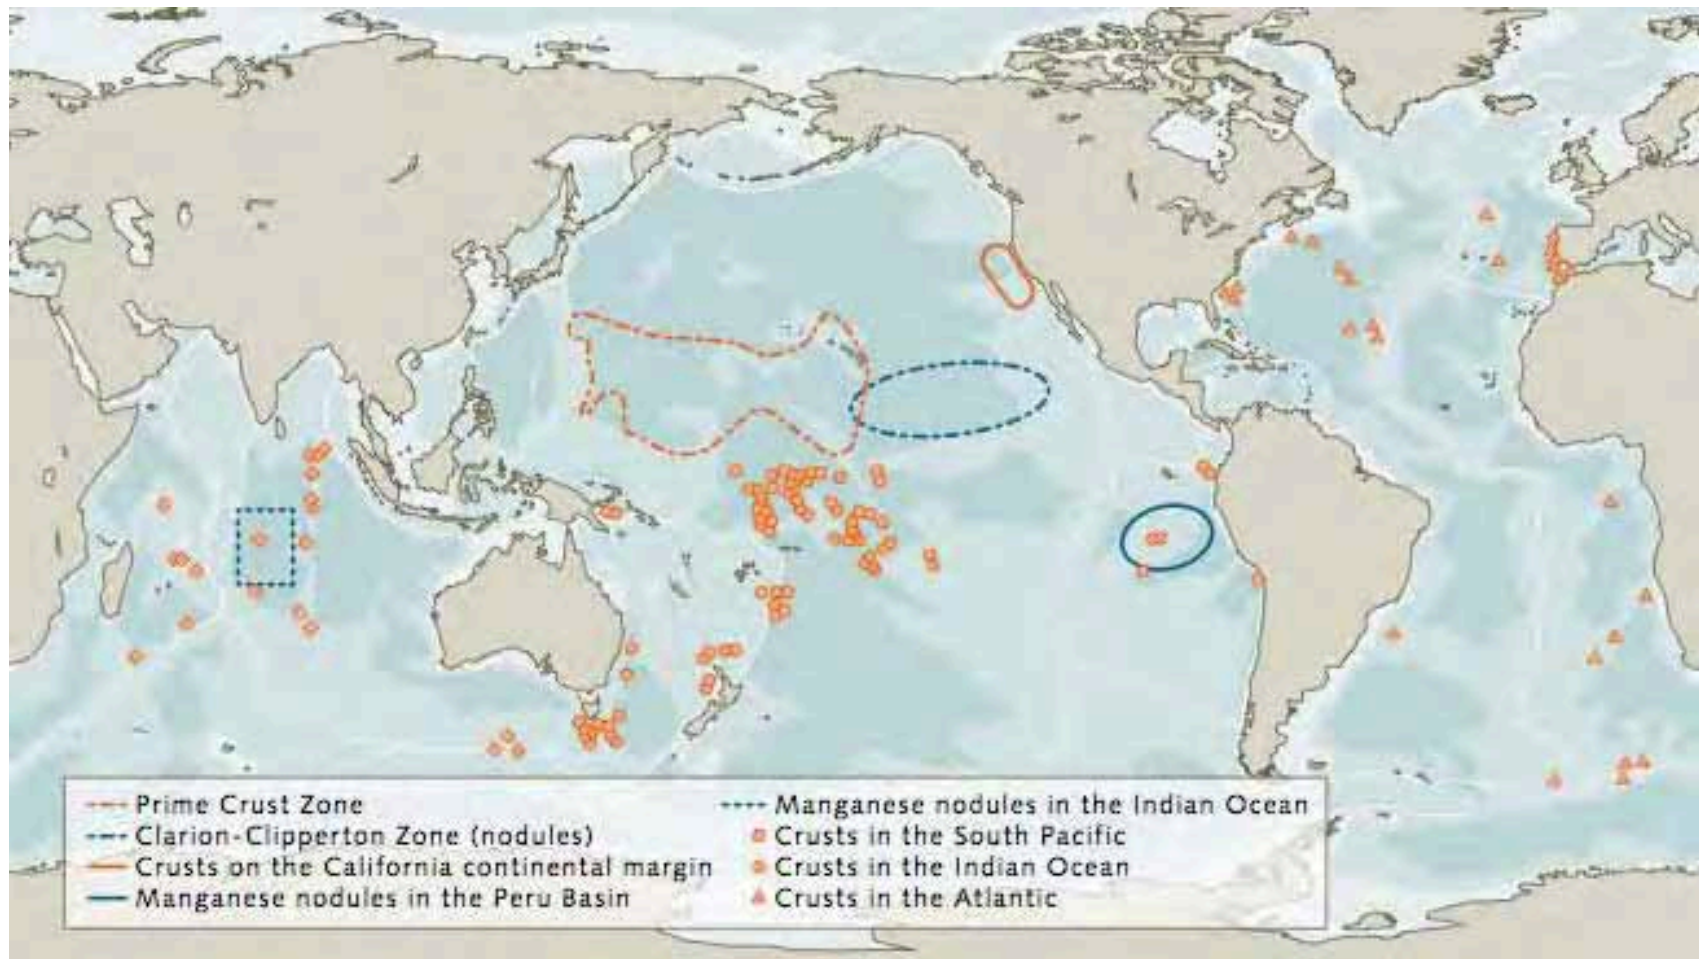 Prime Crust Zone
Clarion-Clipperton Zone (nodules)
Crusts on the California continental margin
Manganese nodules in the Peru Basin
Manganese nodules in the Indian Ocean
Crusts in the South Pacific
Crusts in the Indian Ocean
Crusts in the Atlantic